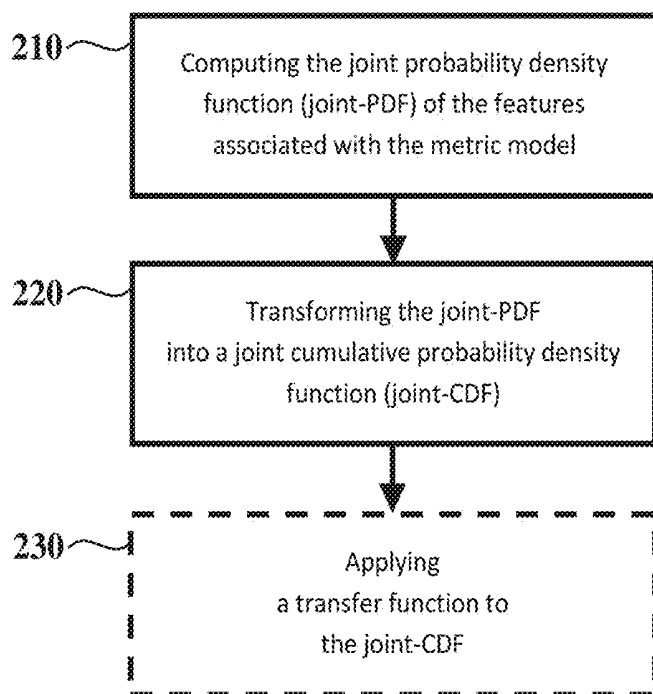 210
Computing the joint probability density
function (joint-PDF) of the features
associated with the metric model
220
Transforming the joint-PDF
into a joint cumulative probability density
function (joint-CDF)
230
Applying
a transfer function to
the joint-CDF